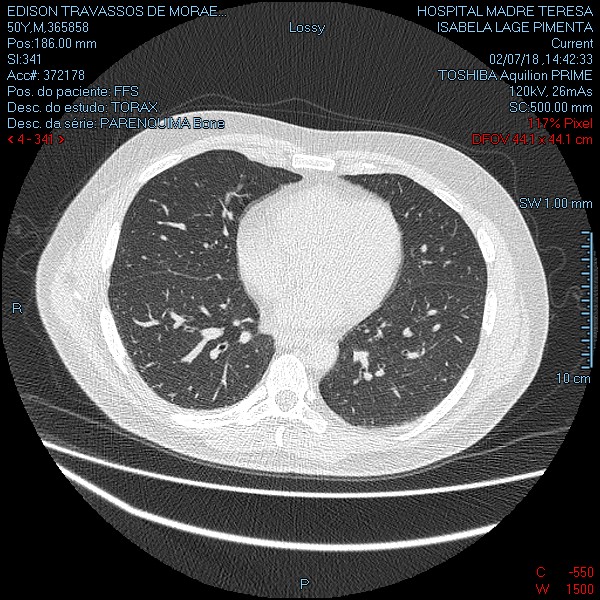 EDISON TRAVASSOS DE MORAE...
50Y,M,365858
Pos:186.00 mm
SI:341
Acc#: 372178
Pos. do paciente: FFS
Desc. do estudo: TORAX
Desc. da série: PARENQUIMA Bone
< 4 - 341 >
Lossy
HOSPITAL MADRE TERESA
ISABELA LAGE PIMENTA
Current
02/07/18 ,14:42:33
TOSHIBA Aquilion PRIME
120kV, 26mAs
SC:500.00 mm
117% Pixel
DFOV 44.1 x 44.1 cm
SW1.00 mm
R
10 cm
P
C -550
W 1500